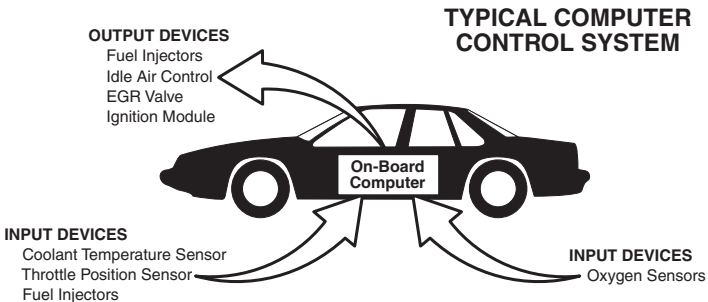 TYPICAL COMPUTER
CONTROL SYSTEM
OUTPUT DEVICES
Fuel Injectors
Idle Air Control
EGR Valve
Ignition Module
On-Board
Computer
INPUT DEVICES
Coolant Temperature Sensor
Throttle Position Sensor
Fuel Injectors
INPUT DEVICES
Oxygen Sensors